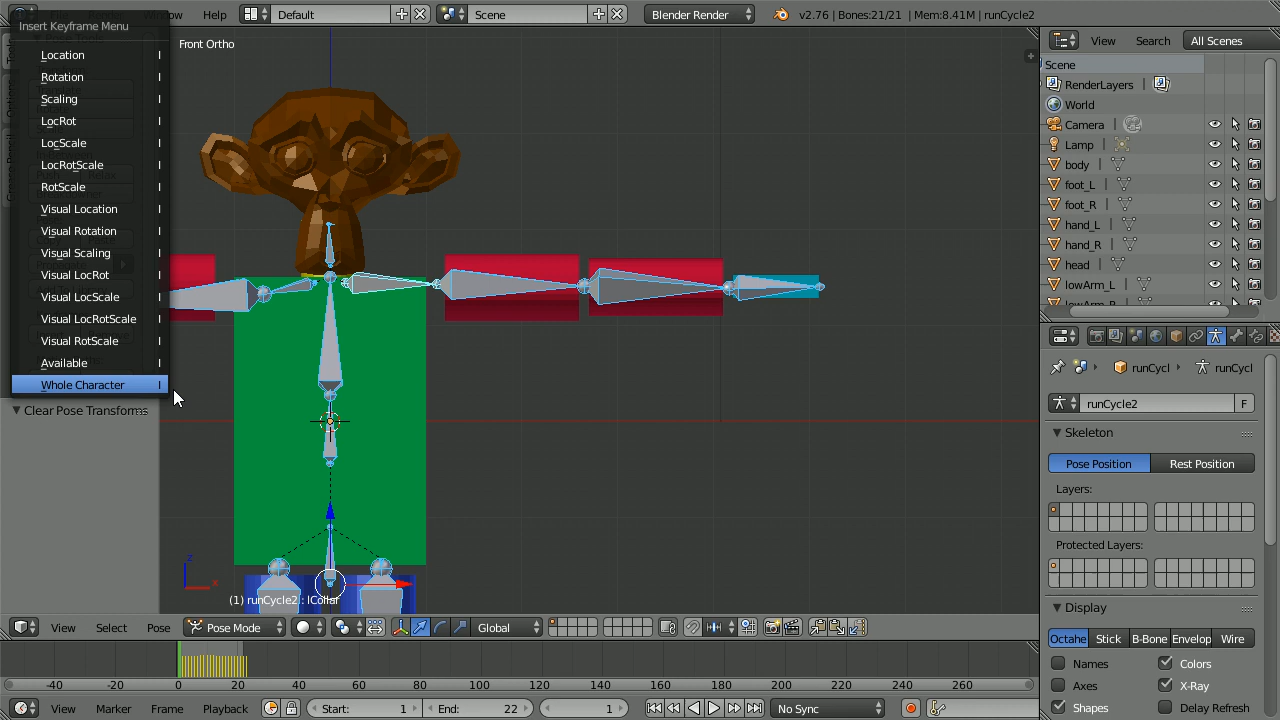 Help
Default
Scene
Blender Render
v2.76 | Bones:21/21 | Mem:8.41M | runCycle2
Insert Keyframe Menu
Location I
Rotation I
Scaling I
LocRot I
LocScale I
LocRotScale I
RotScale I
Visual Location I
Visual Rotation I
Visual Scaling I
Visual LocRot I
Visual LocScale I
Visual LocRotScale I
Visual RotScale I
Available I
Whole Character I
Clear Pose Transforms
Front Ortho
z
x
(1) runCycle2 : lCollar
View
Select
Pose
Pose Mode
Global
-40 -20 0 20 40 60 80 100 120 140 160 180 200 220 240 260
View
Marker
Frame
Playback
Start: 1
End: 22
1
No Sync
View
Search
All Scenes
Scene
RenderLayers
World
Camera
Lamp
body
foot_L
foot_R
hand_L
hand_R
head
lowArm_L
lowArm_R
runCycl
runCycl
runCycle2
F
Skeleton
Pose Position
Rest Position
Layers:
Protected Layers:
Display
Octahe
Stick
B-Bone
Envelop
Wire
Names
Colors
Axes
X-Ray
Shapes
Delay Refresh